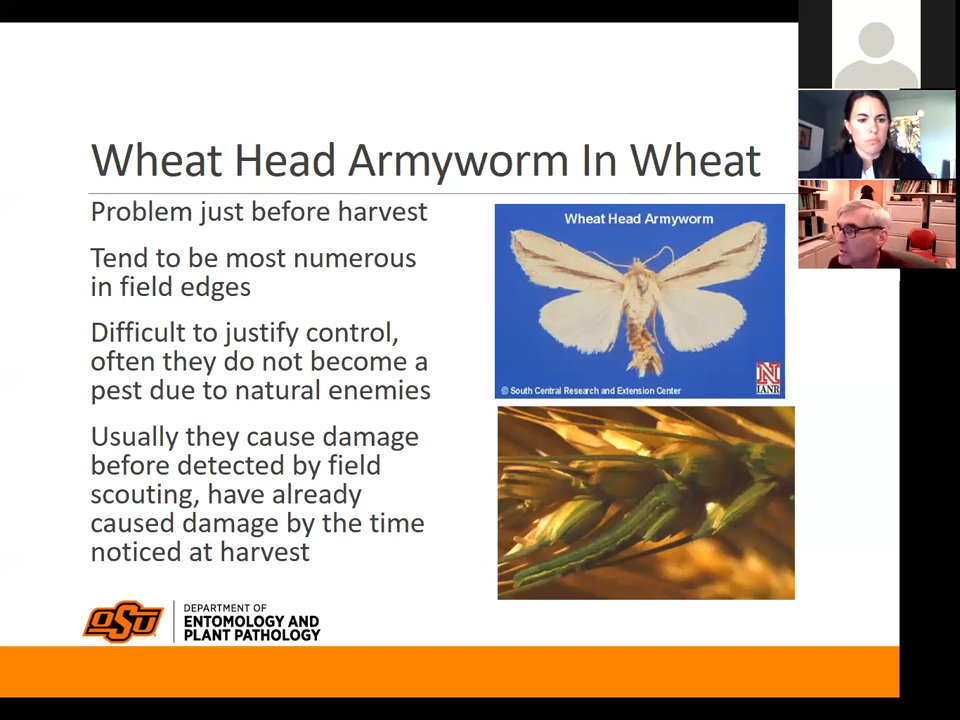 Wheat Head Armyworm In Wheat
Problem just before harvest
Tend to be most numerous
in field edges
Difficult to justify control,
often they do not become a
pest due to natural enemies
Usually they cause damage
before detected by field
scouting, have already
caused damage by the time
noticed at harvest
Wheat Head Armyworm
© South Central Research and Extension Center
N
IANR
OSU
DEPARTMENT OF
ENTOMOLOGY AND
PLANT PATHOLOGY